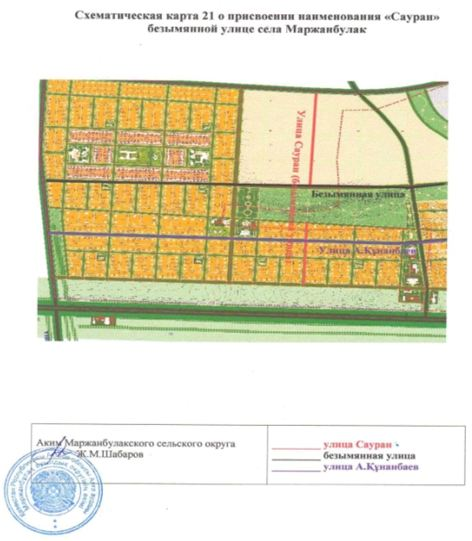 Схематическая карта 21 о присвоении наименования «Сауран»
безымянной улице села Маржанбулак
Улица Сауран
Безымянная улица
Улица А.Құнанбаев
Аким Маржанбулакского сельского округа
Ж.М.Шабаров
улица Сауран
безымянная улица
улица А.Құнанбаев